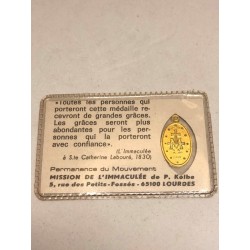 «Toutes les personnes qui
porteront cette médaille re-
cevront de grandes grâces.
Les grâces seront plus
abondantes pour les per-
sonnes qui la porteront
avec confiance».
(L'Immaculée
à S.te Catherine Labouré, 1830)
Permanence du Mouvement
MISSION DE L'IMMACULÉE du P. Kolbe
5, rue des Petits-Fossés - 65100 LOURDES